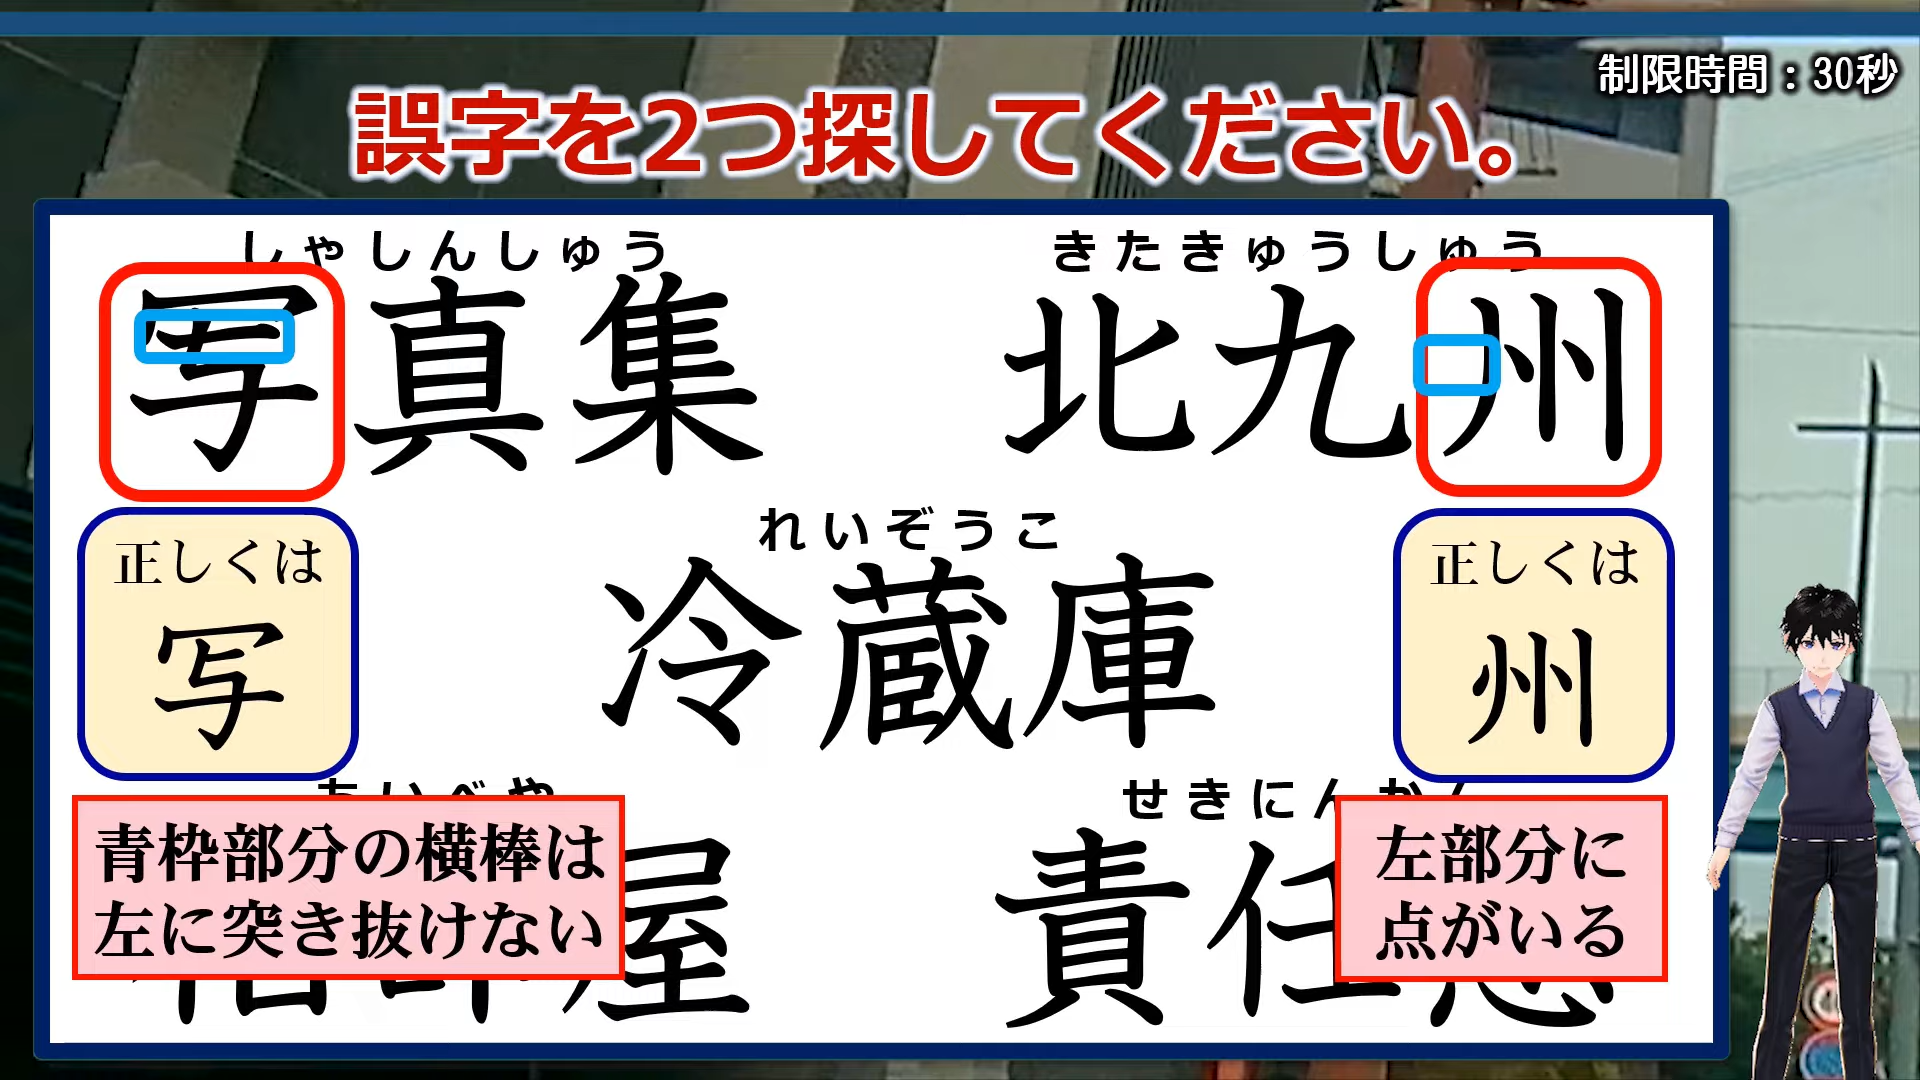 制限時間：30秒
誤字を2つ探してください。
しゃしんしゅう
写真集
きたきゅうしゅう
北九州
正しくは
写
れいぞうこ
冷蔵庫
正しくは
州
青枠部分の横棒は
左に突き抜けない
屋
せきにんかん
責任感
左部分に
点がいる